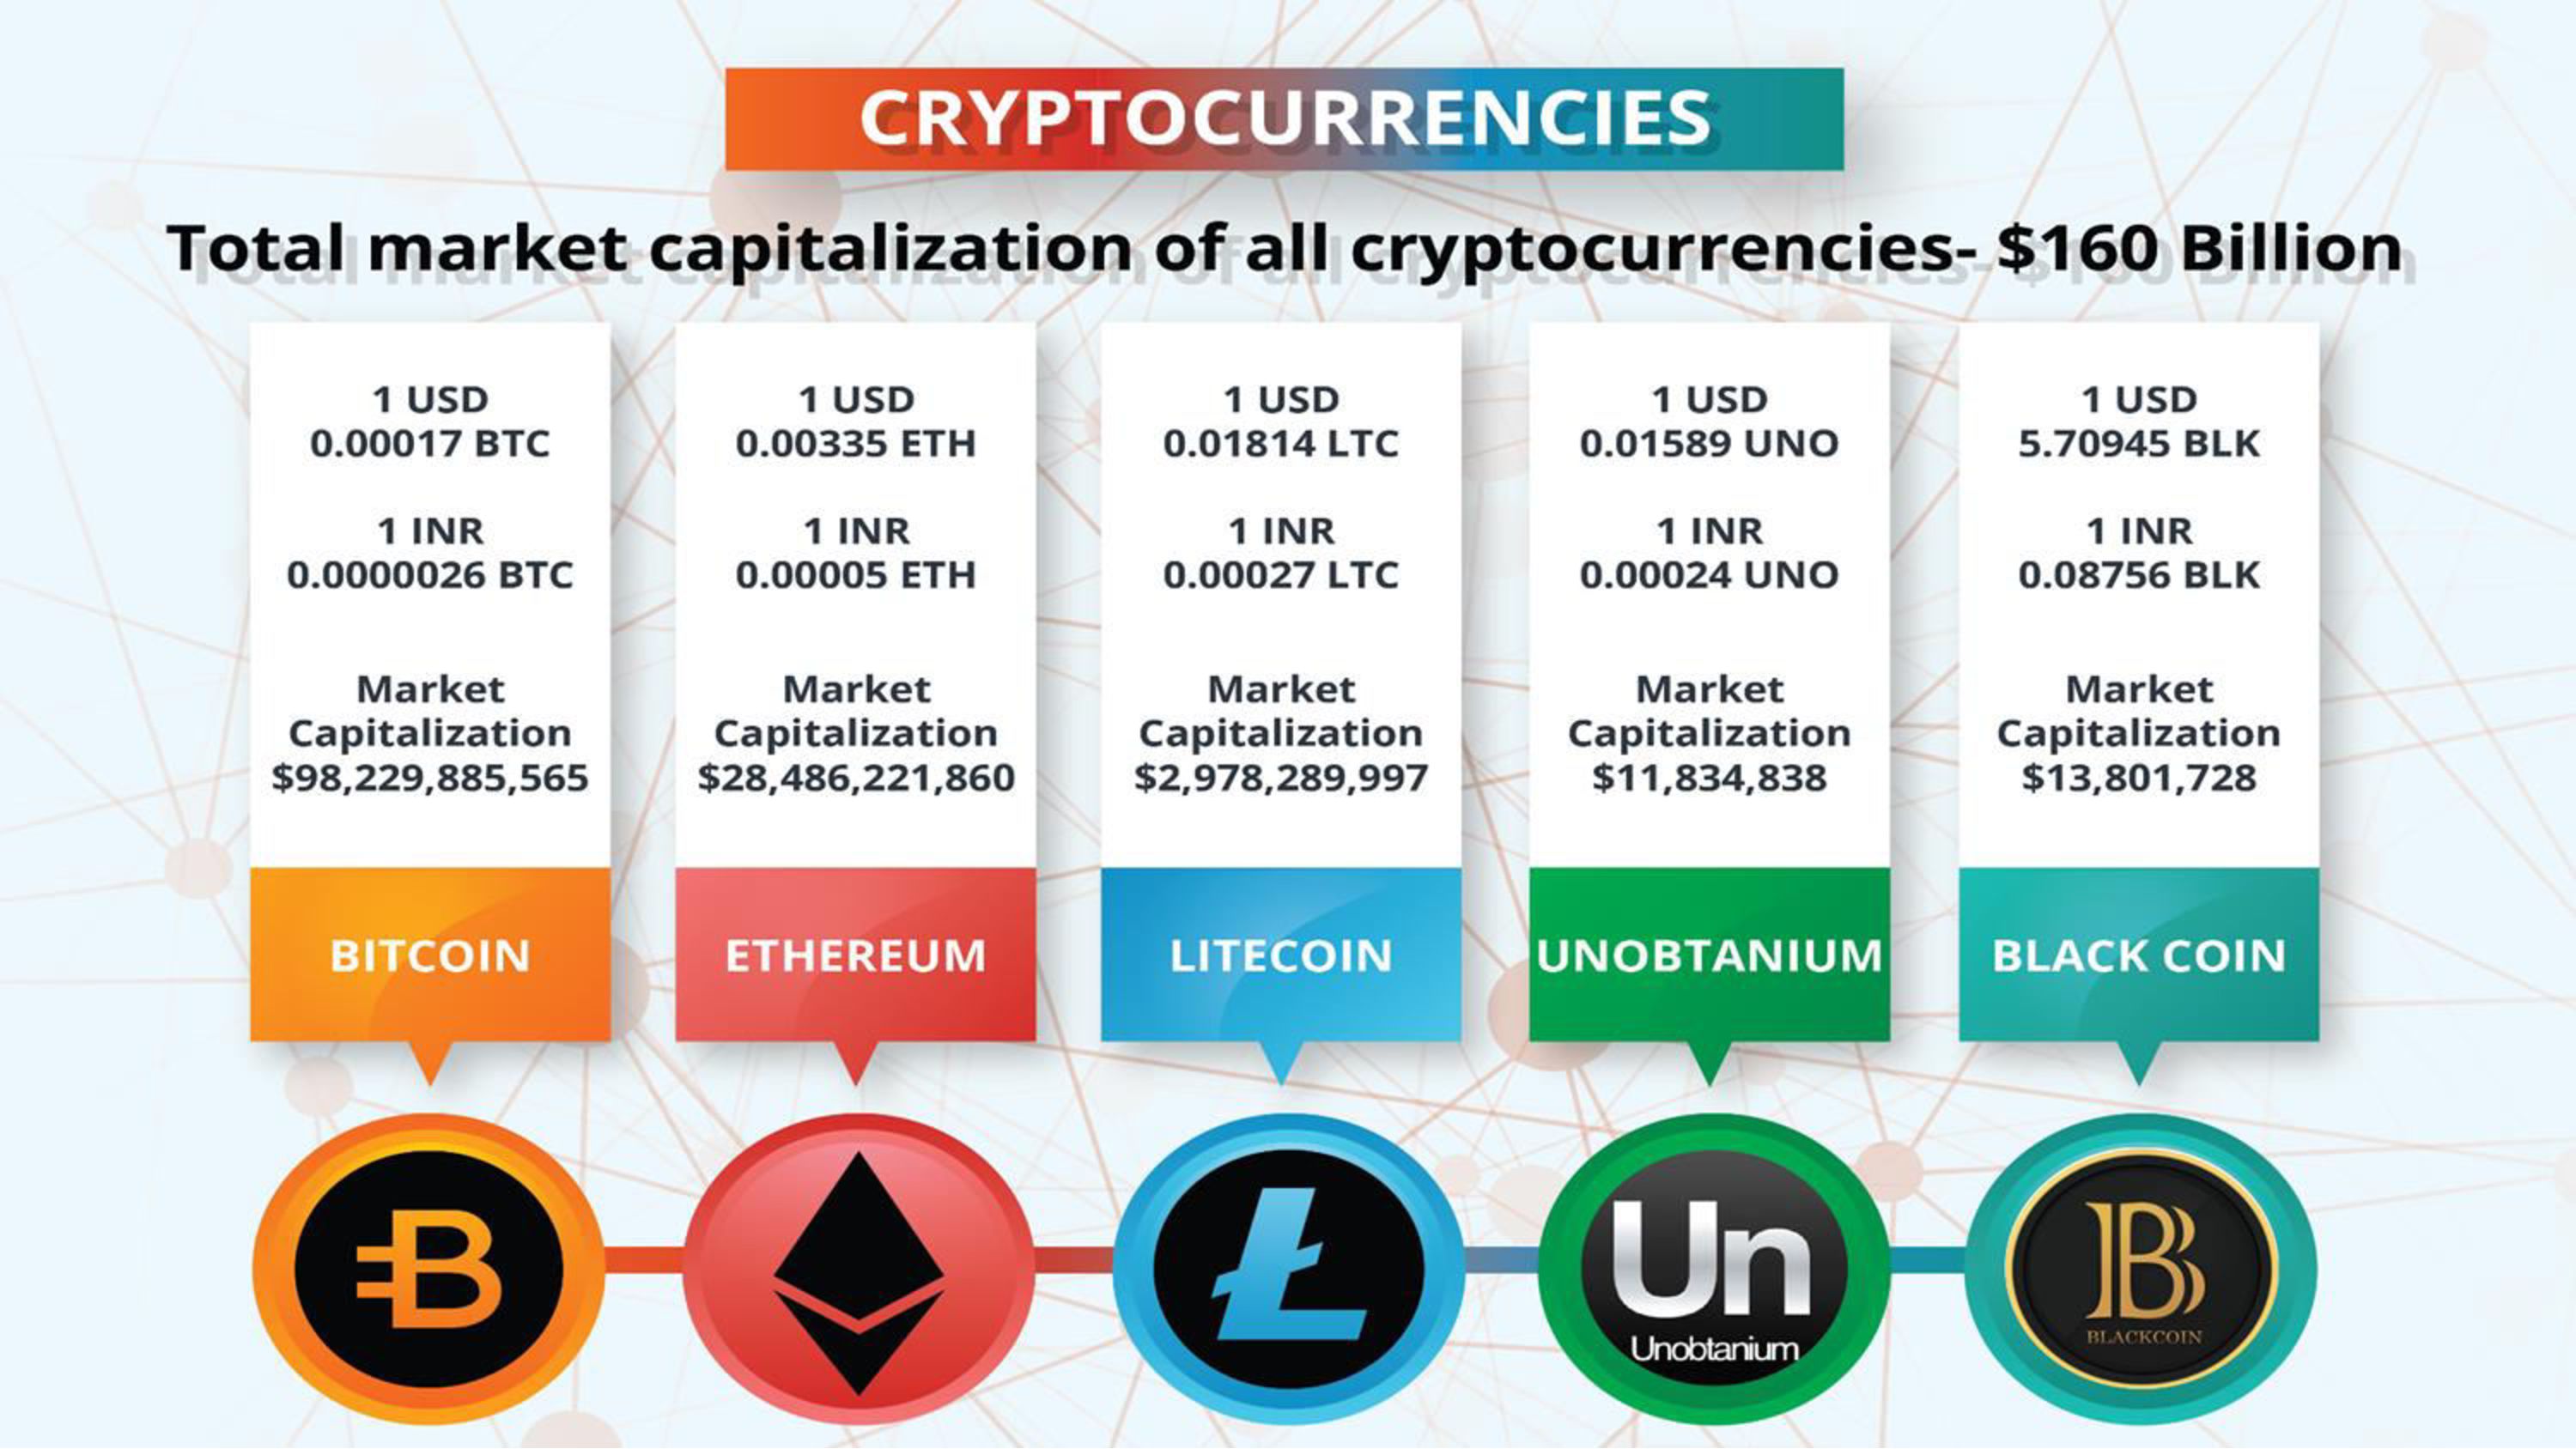 CRYPTOCURRENCIES
Total market capitalization of all cryptocurrencies- $160 Billion
1 USD
0.00017 BTC
1 INR
0.0000026 BTC
Market
Capitalization
$98,229,885,565
BITCOIN
1 USD
0.00335 ETH
1 INR
0.00005 ETH
Market
Capitalization
$28,486,221,860
ETHEREUM
1 USD
0.01814 LTC
1 INR
0.00027 LTC
Market
Capitalization
$2,978,289,997
LITECOIN
1 USD
0.01589 UNO
1 INR
0.00024 UNO
Market
Capitalization
$11,834,838
UNOBTANIUM
Un
Unobtanium
1 USD
5.70945 BLK
1 INR
0.08756 BLK
Market
Capitalization
$13,801,728
BLACK COIN
BLACKCOIN